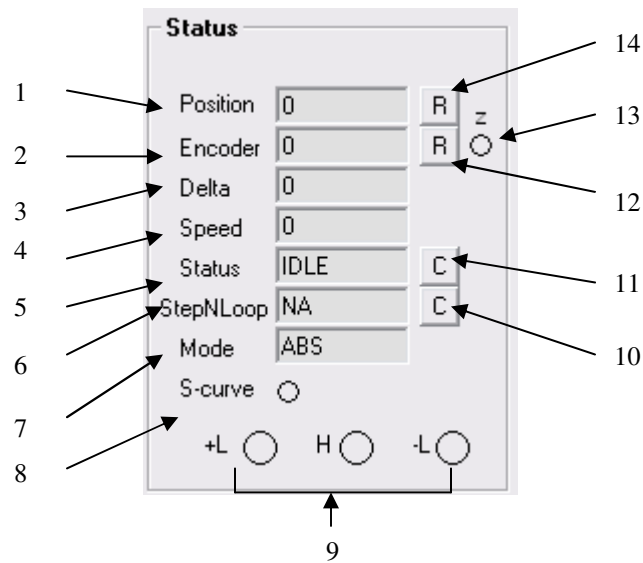 Status
14
1 Position 0 R
z 13
2 Encoder 0 R
3 Delta 0
12
4 Speed 0
5 Status IDLE C
11
6 StepNLoop NA C
10
7 Mode ABS
8 S-curve
+L H -L
9